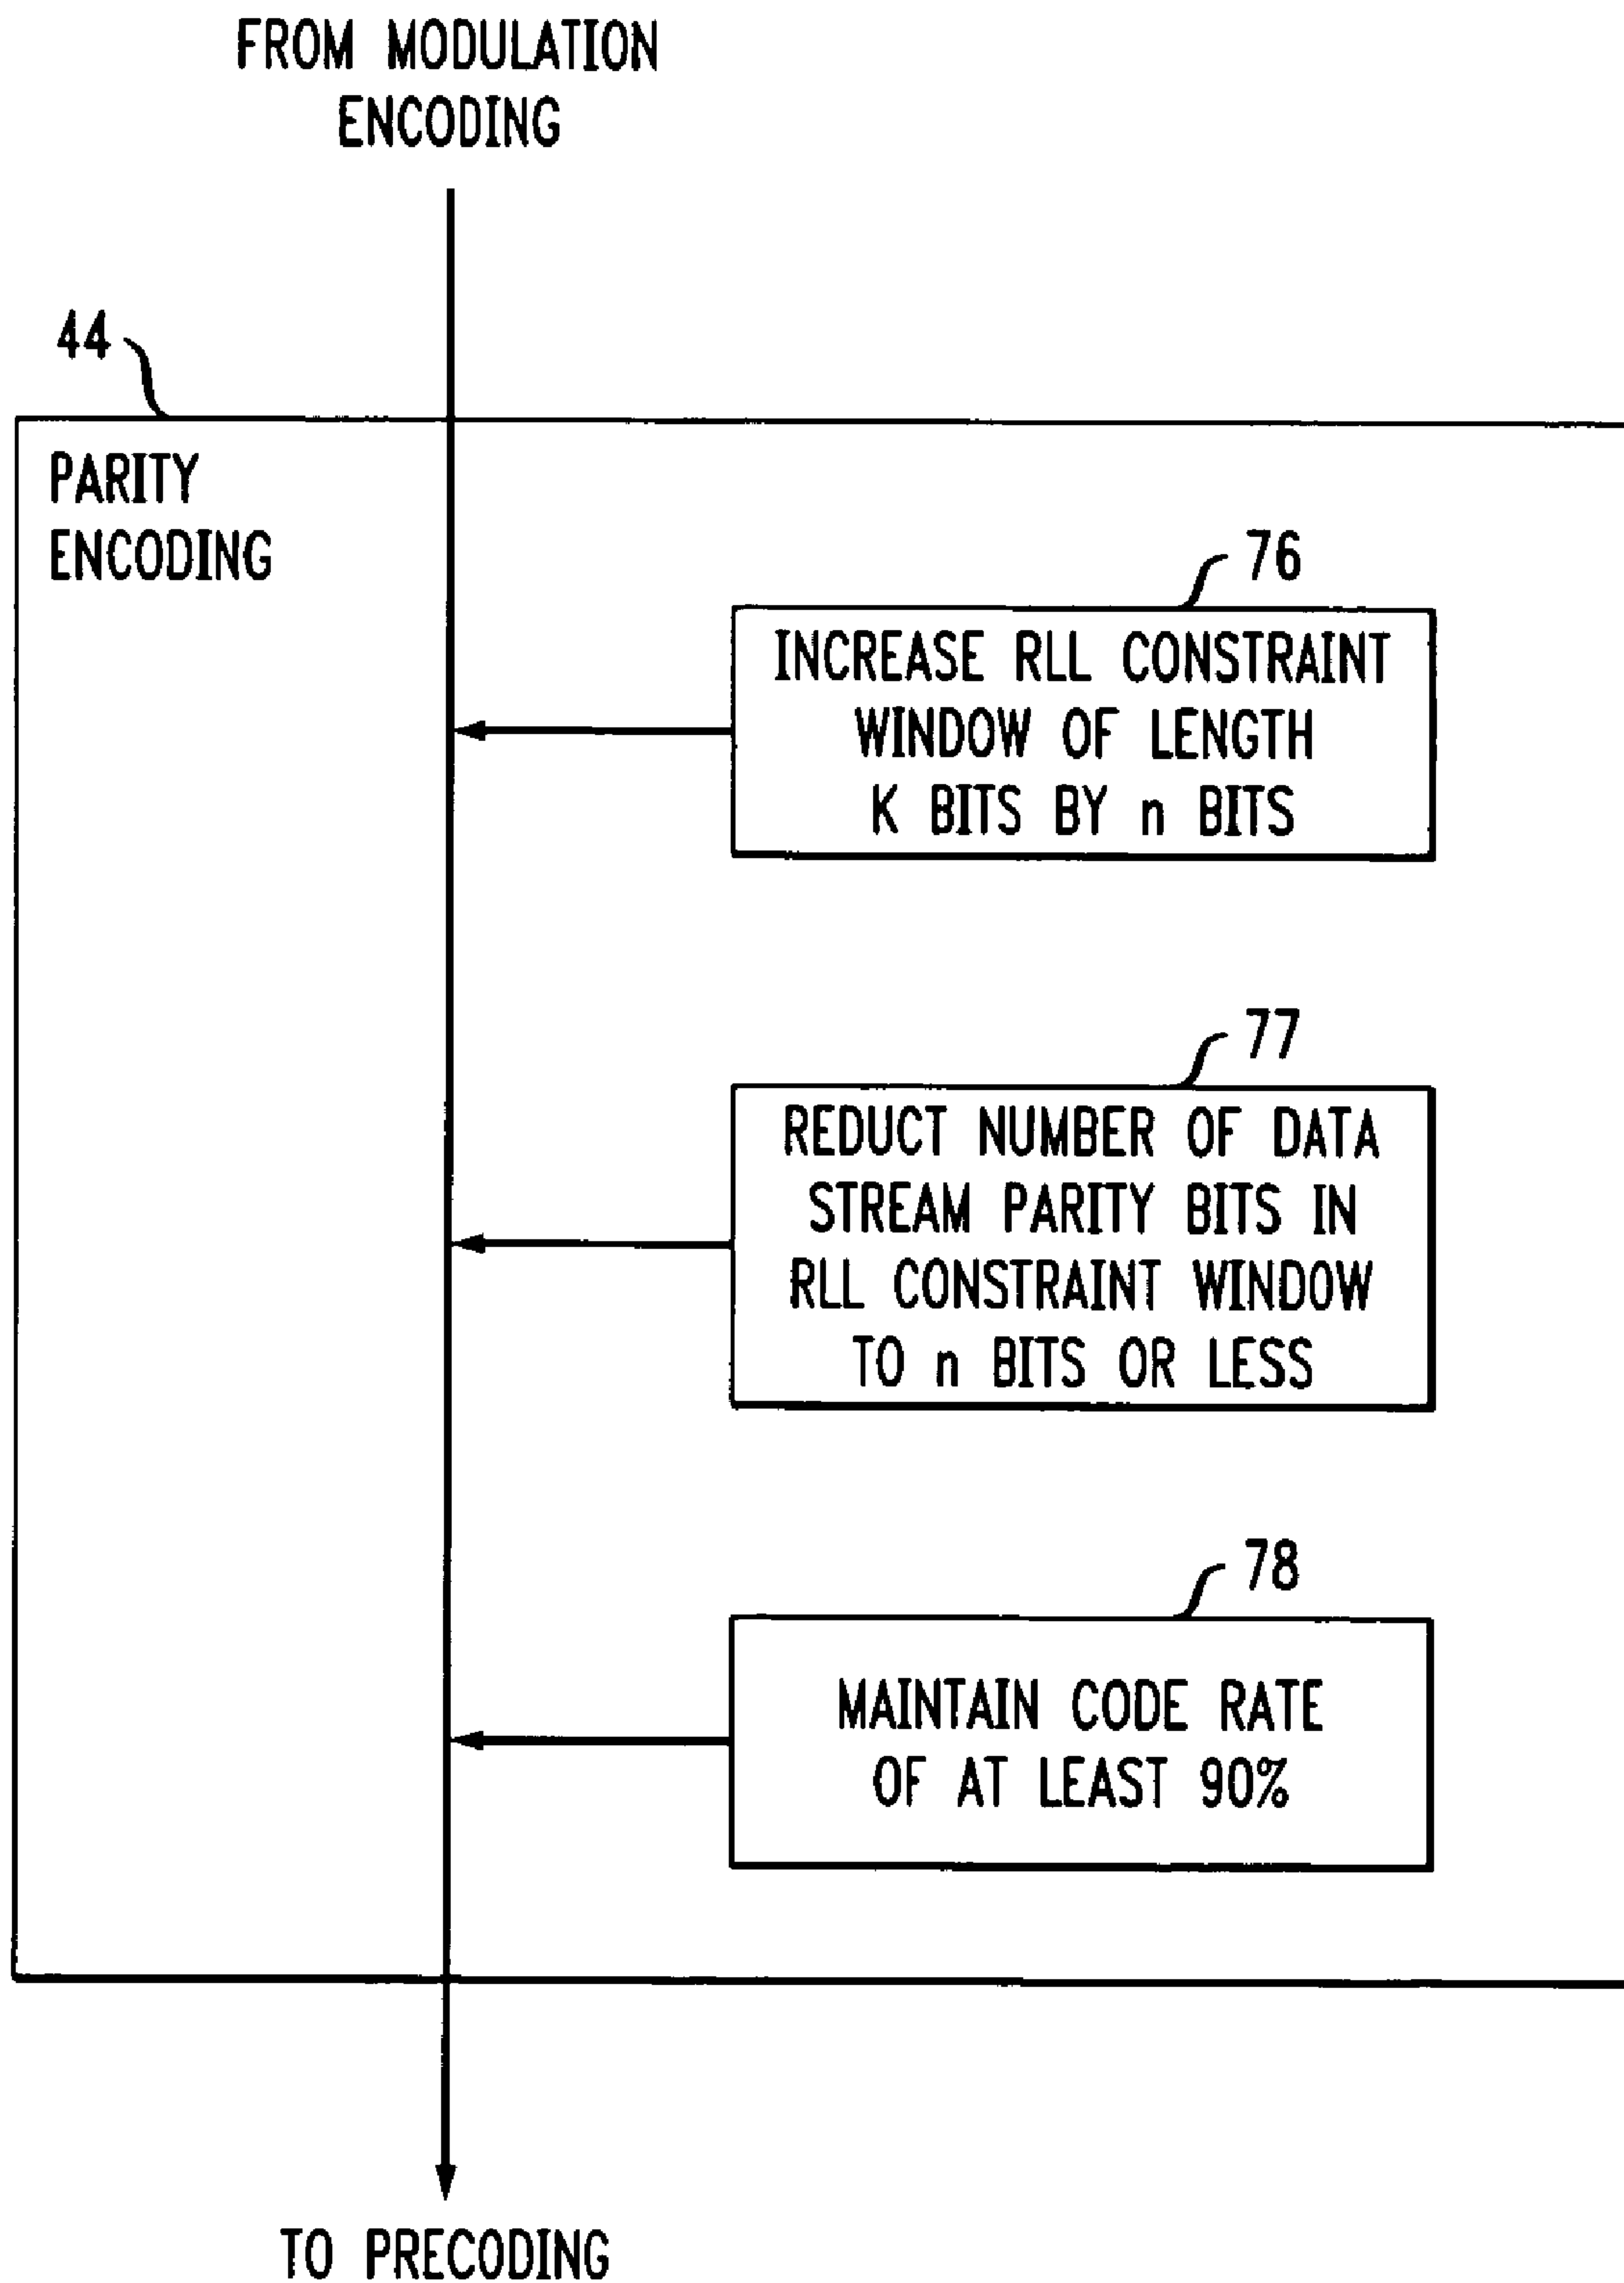 FROM MODULATION
ENCODING
44
PARITY
ENCODING
76
INCREASE RLL CONSTRAINT
WINDOW OF LENGTH
K BITS BY n BITS
77
REDUCT NUMBER OF DATA
STREAM PARITY BITS IN
RLL CONSTRAINT WINDOW
TO n BITS OR LESS
78
MAINTAIN CODE RATE
OF AT LEAST 90%
TO PRECODING